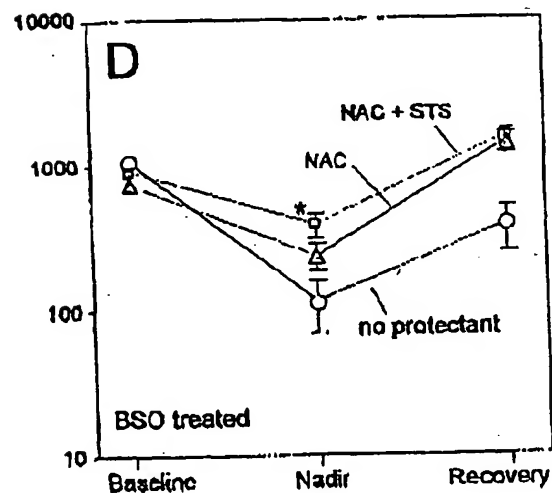 10000
D
NAC + STS
1000
NAC
*
100
no protectant
BSO treated
10
Baseline
Nadir
Recovery